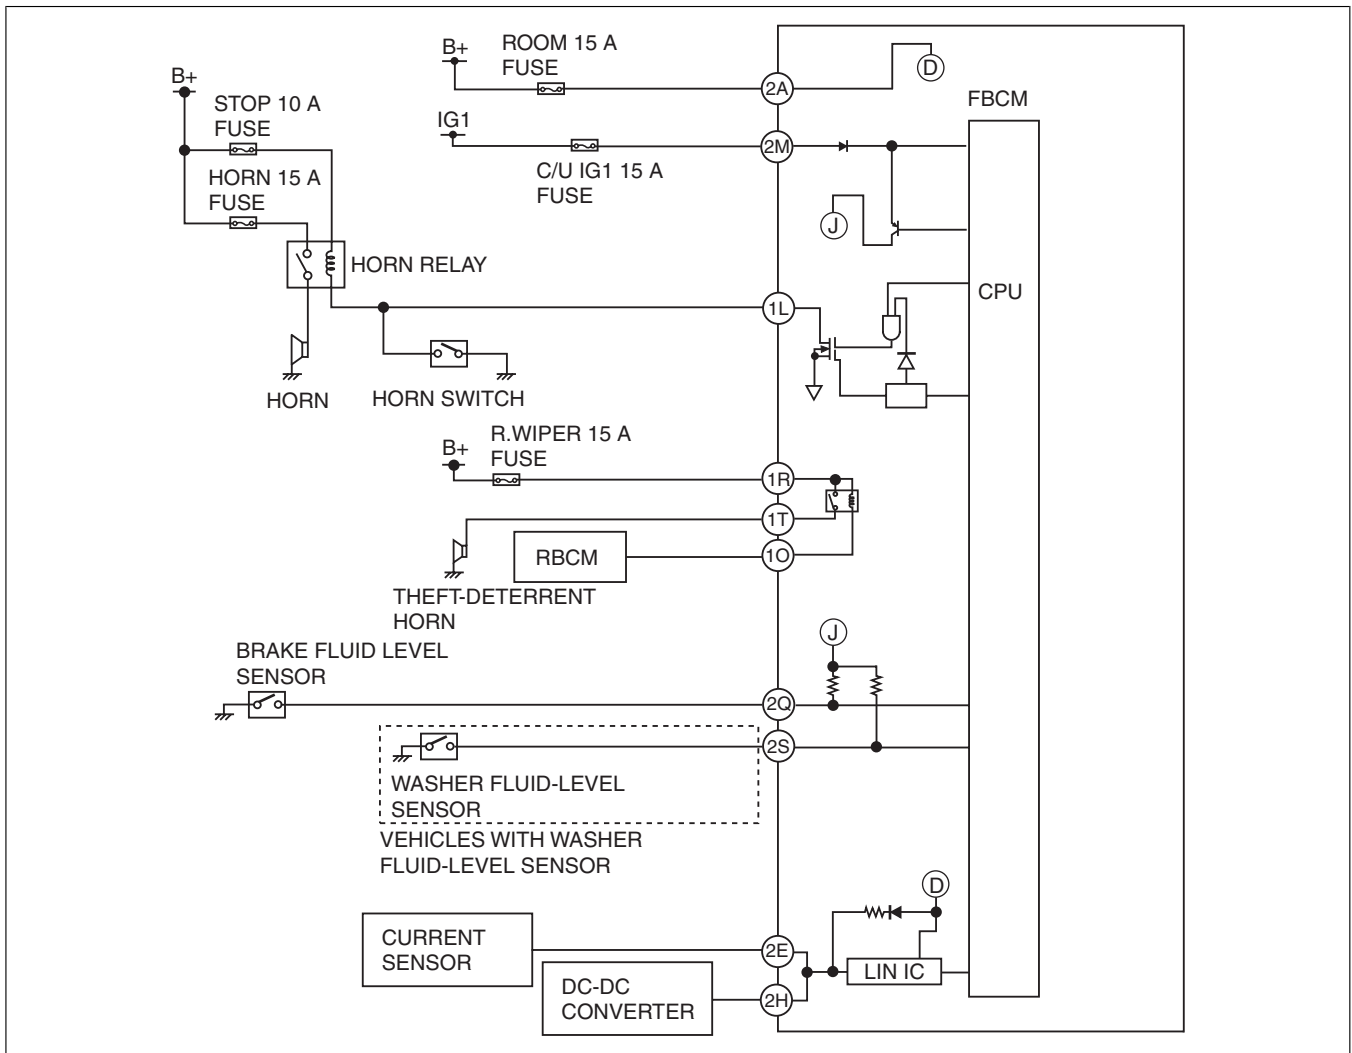 B+
ROOM 15 A
FUSE
2A
D
B+
STOP 10 A
FUSE
IG1
2M
FBCM
C/U IG1 15 A
FUSE
HORN 15 A
FUSE
J
HORN RELAY
CPU
1L
HORN
HORN SWITCH
R.WIPER 15 A
FUSE
B+
1R
1T
RBCM
1O
THEFT-DETERRENT
HORN
J
BRAKE FLUID LEVEL
SENSOR
2Q
2S
WASHER FLUID-LEVEL
SENSOR
VEHICLES WITH WASHER
FLUID-LEVEL SENSOR
D
CURRENT
SENSOR
2E
LIN IC
DC-DC
CONVERTER
2H